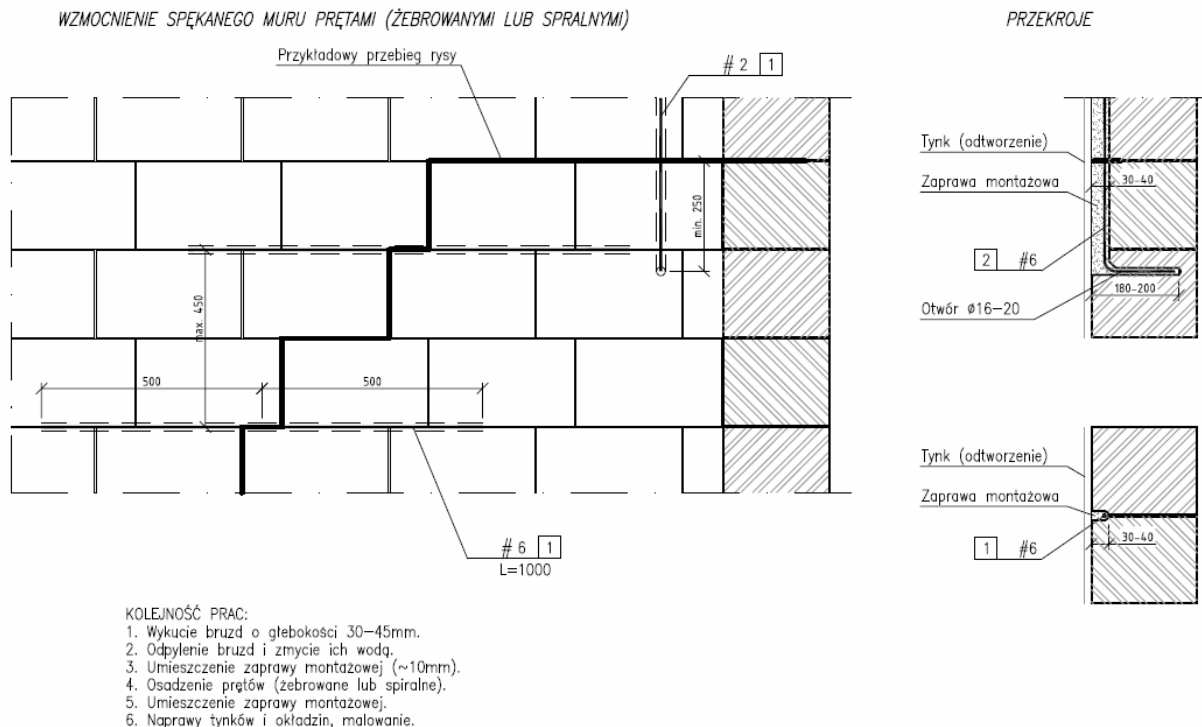 WZMOCNIENIE SPĘKANEGO MURU PRĘTAMI (ŻEBROWANYMI LUB SPIRALNYMI)
Przykładowy przebieg rysy
# 2 1
min. 250
max. 450
500 500
# 6 1
L=1000
PRZEKROJE
Tynk (odtworzenie)
Zaprawa montażowa
30-40
2 #6
180-200
Otwór ø16-20
Tynk (odtworzenie)
Zaprawa montażowa
1 #6
30-40
KOLEJNOŚĆ PRAC:
1. Wykucie bruzd o głebokości 30-45mm.
2. Odpylenie bruzd i zmycie ich wodą.
3. Umieszczenie zaprawy montażowej (~10mm).
4. Osadzenie prętów (żebrowane lub spiralne).
5. Umieszczenie zaprawy montażowej.
6. Naprawy tynków i okładzin, malowanie.